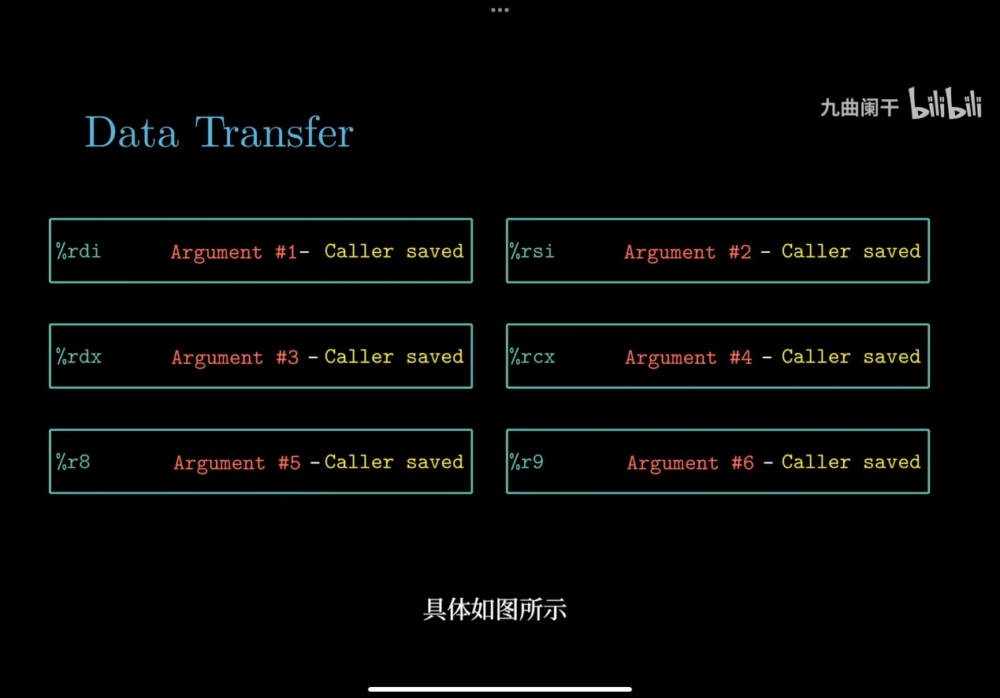 九曲阑干 bilibili
Data Transfer
%rdi Argument #1– Caller saved
%rsi Argument #2 – Caller saved
%rdx Argument #3 – Caller saved
%rcx Argument #4 – Caller saved
%r8 Argument #5 – Caller saved
%r9 Argument #6 – Caller saved
具体如图所示